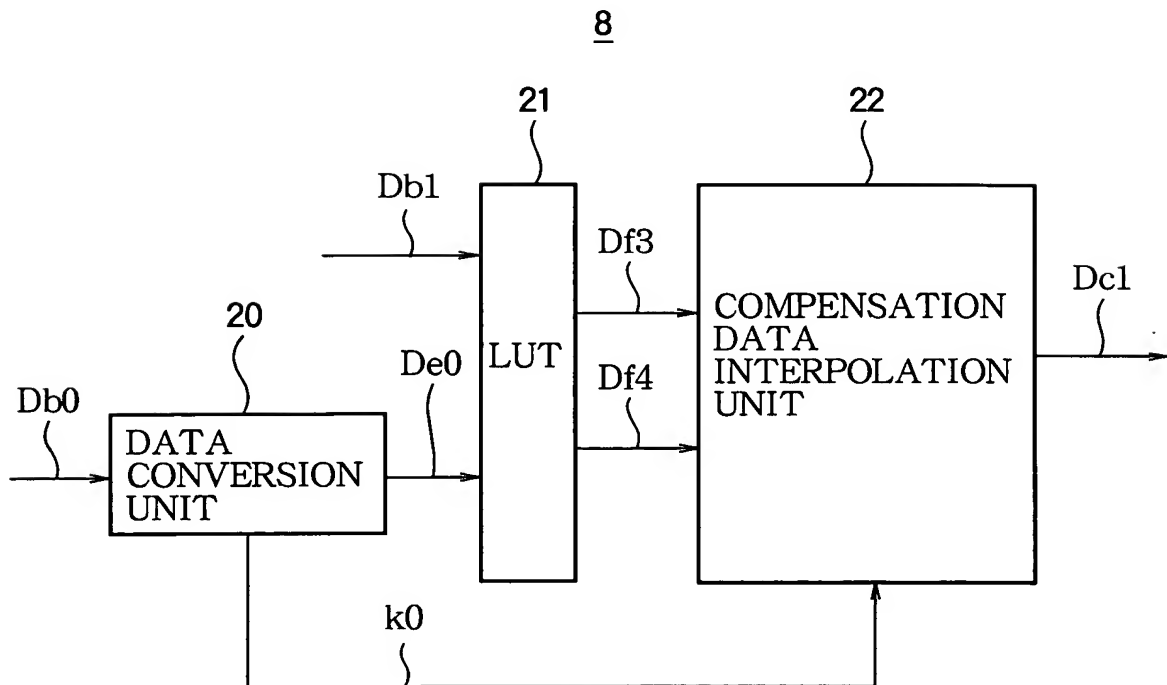 8
21
22
Db1
Df3
COMPENSATION
DATA
INTERPOLATION
UNIT
Dc1
20
LUT
De0
Df4
Db0
DATA
CONVERSION
UNIT
k0